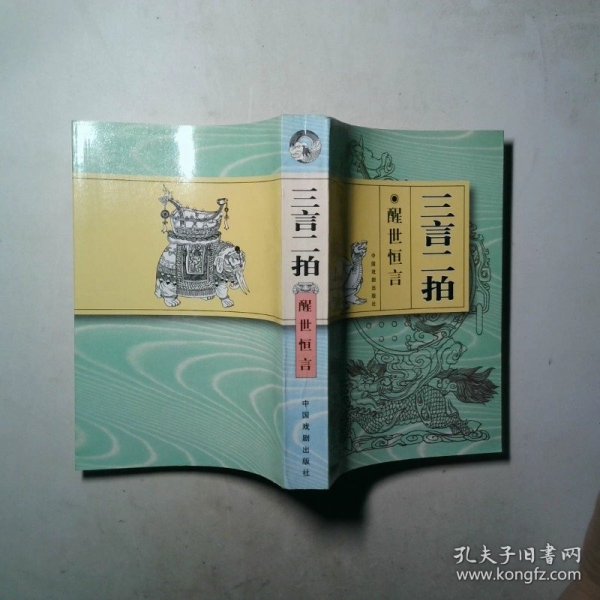 三言二拍
醒世恒言
中国戏剧出版社
三言二拍
醒世恒言
中国戏剧出版社
孔夫子旧书网
www.kongfz.com